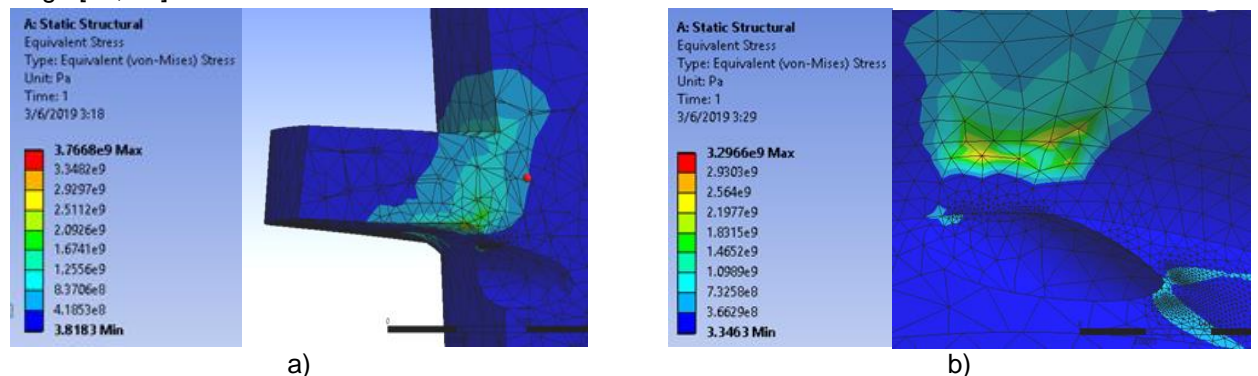 A: Static Structural
Equivalent Stress
Type: Equivalent (von-Mises) Stress
Unit: Pa
Time: 1
3/6/2019 3:18
3.7668e9 Max
3.3482e9
2.9297e9
2.5112e9
2.0926e9
1.6741e9
1.2556e9
8.3706e8
4.1853e8
3.8183 Min
0
a)
A: Static Structural
Equivalent Stress
Type: Equivalent (von-Mises) Stress
Unit: Pa
Time: 1
3/6/2019 3:29
3.2966e9 Max
2.9303e9
2.564e9
2.1977e9
1.8315e9
1.4652e9
1.0989e9
7.3258e8
3.6629e8
3.3463 Min
b)